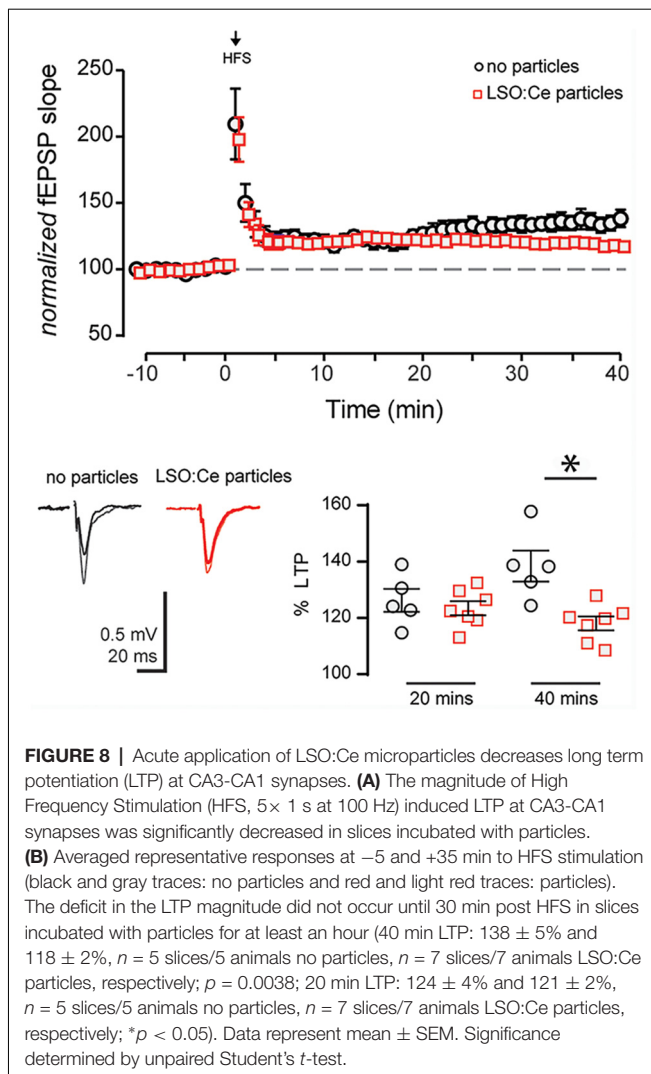 HFS
250
200
150
100
50
normalized fEPSP slope
no particles
LSO:Ce particles
-10
0
10
20
30
40
Time (min)
no particles
LSO:Ce particles
0.5 mV
20 ms
% LTP
160
140
120
100
*
20 mins
40 mins
FIGURE 8 | Acute application of LSO:Ce microparticles decreases long term
potentiation (LTP) at CA3-CA1 synapses. (A) The magnitude of High
Frequency Stimulation (HFS, 5× 1 s at 100 Hz) induced LTP at CA3-CA1
synapses was significantly decreased in slices incubated with particles.
(B) Averaged representative responses at −5 and +35 min to HFS stimulation
(black and gray traces: no particles and red and light red traces: particles).
The deficit in the LTP magnitude did not occur until 30 min post HFS in slices
incubated with particles for at least an hour (40 min LTP: 138 ± 5% and
118 ± 2%, n = 5 slices/5 animals no particles, n = 7 slices/7 animals LSO:Ce
particles, respectively; p = 0.0038; 20 min LTP: 124 ± 4% and 121 ± 2%,
n = 5 slices/5 animals no particles, n = 7 slices/7 animals LSO:Ce particles,
respectively; *p < 0.05). Data represent mean ± SEM. Significance
determined by unpaired Student's t-test.